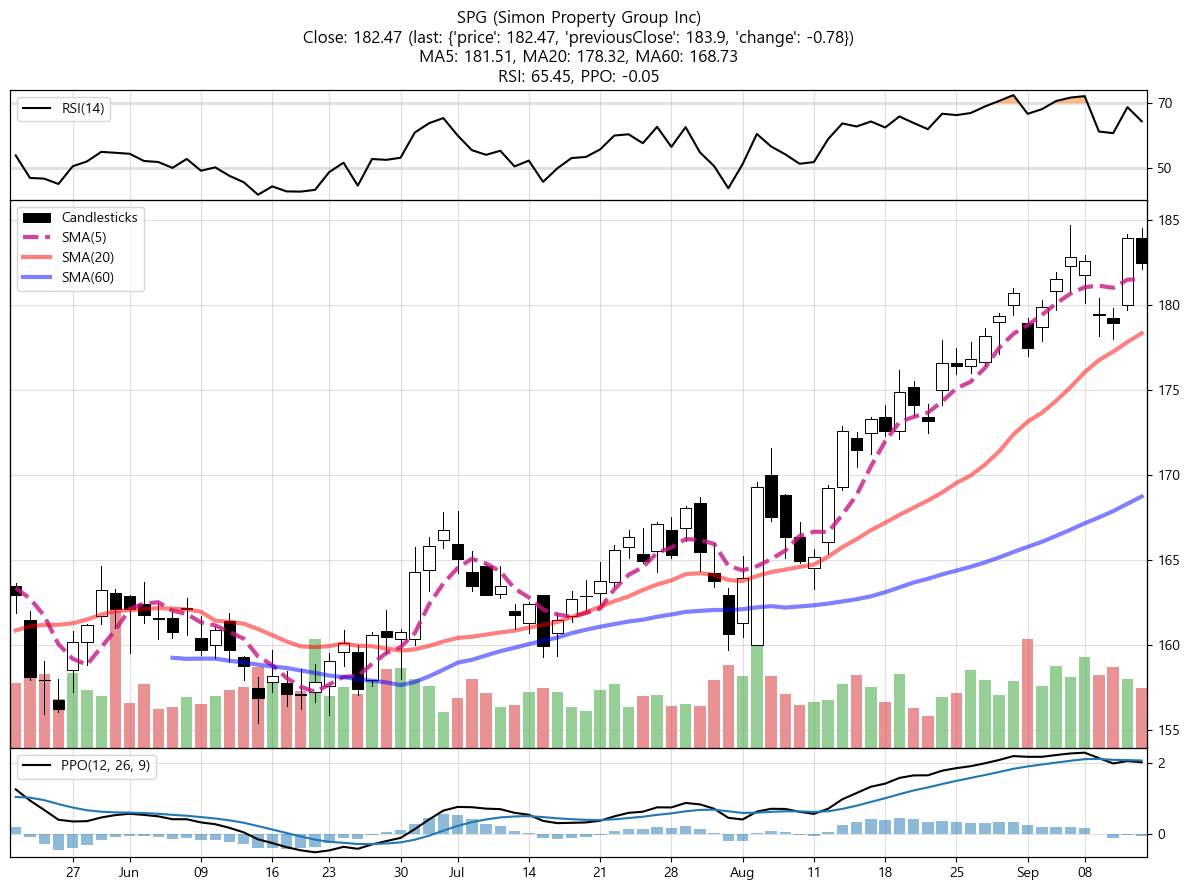 SPG (Simon Property Group Inc)
Close: 182.47 (last: {'price': 182.47, 'previousClose': 183.9, 'change': -0.78})
MA5: 181.51, MA20: 178.32, MA60: 168.73
RSI: 65.45, PPO: -0.05
RSI(14)
70
50
Candlesticks
SMA(5)
SMA(20)
SMA(60)
185
180
175
170
165
160
155
PPO(12, 26, 9)
2
0
27 Jun 09 16 23 30 Jul 14 21 28 Aug 11 18 25 Sep 08